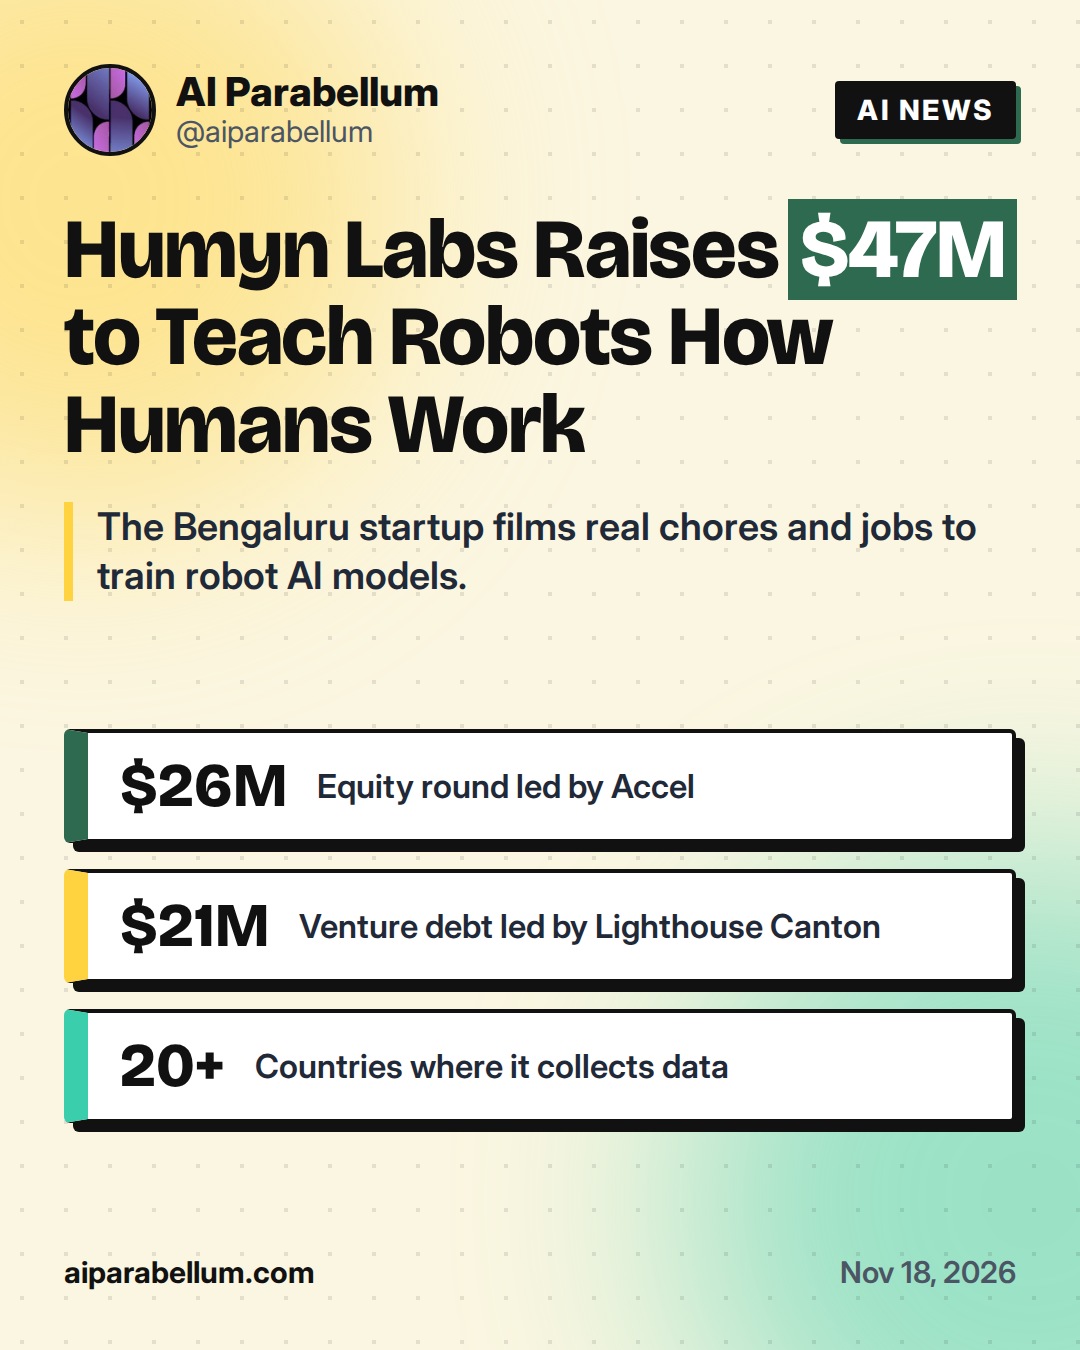 AI Parabellum
@aiparabellum
AI NEWS
Humyn Labs Raises $47M
to Teach Robots How
Humans Work
The Bengaluru startup films real chores and jobs to
train robot AI models.
$26M Equity round led by Accel
$21M Venture debt led by Lighthouse Canton
20+ Countries where it collects data
aiparabellum.com
Nov 18, 2026